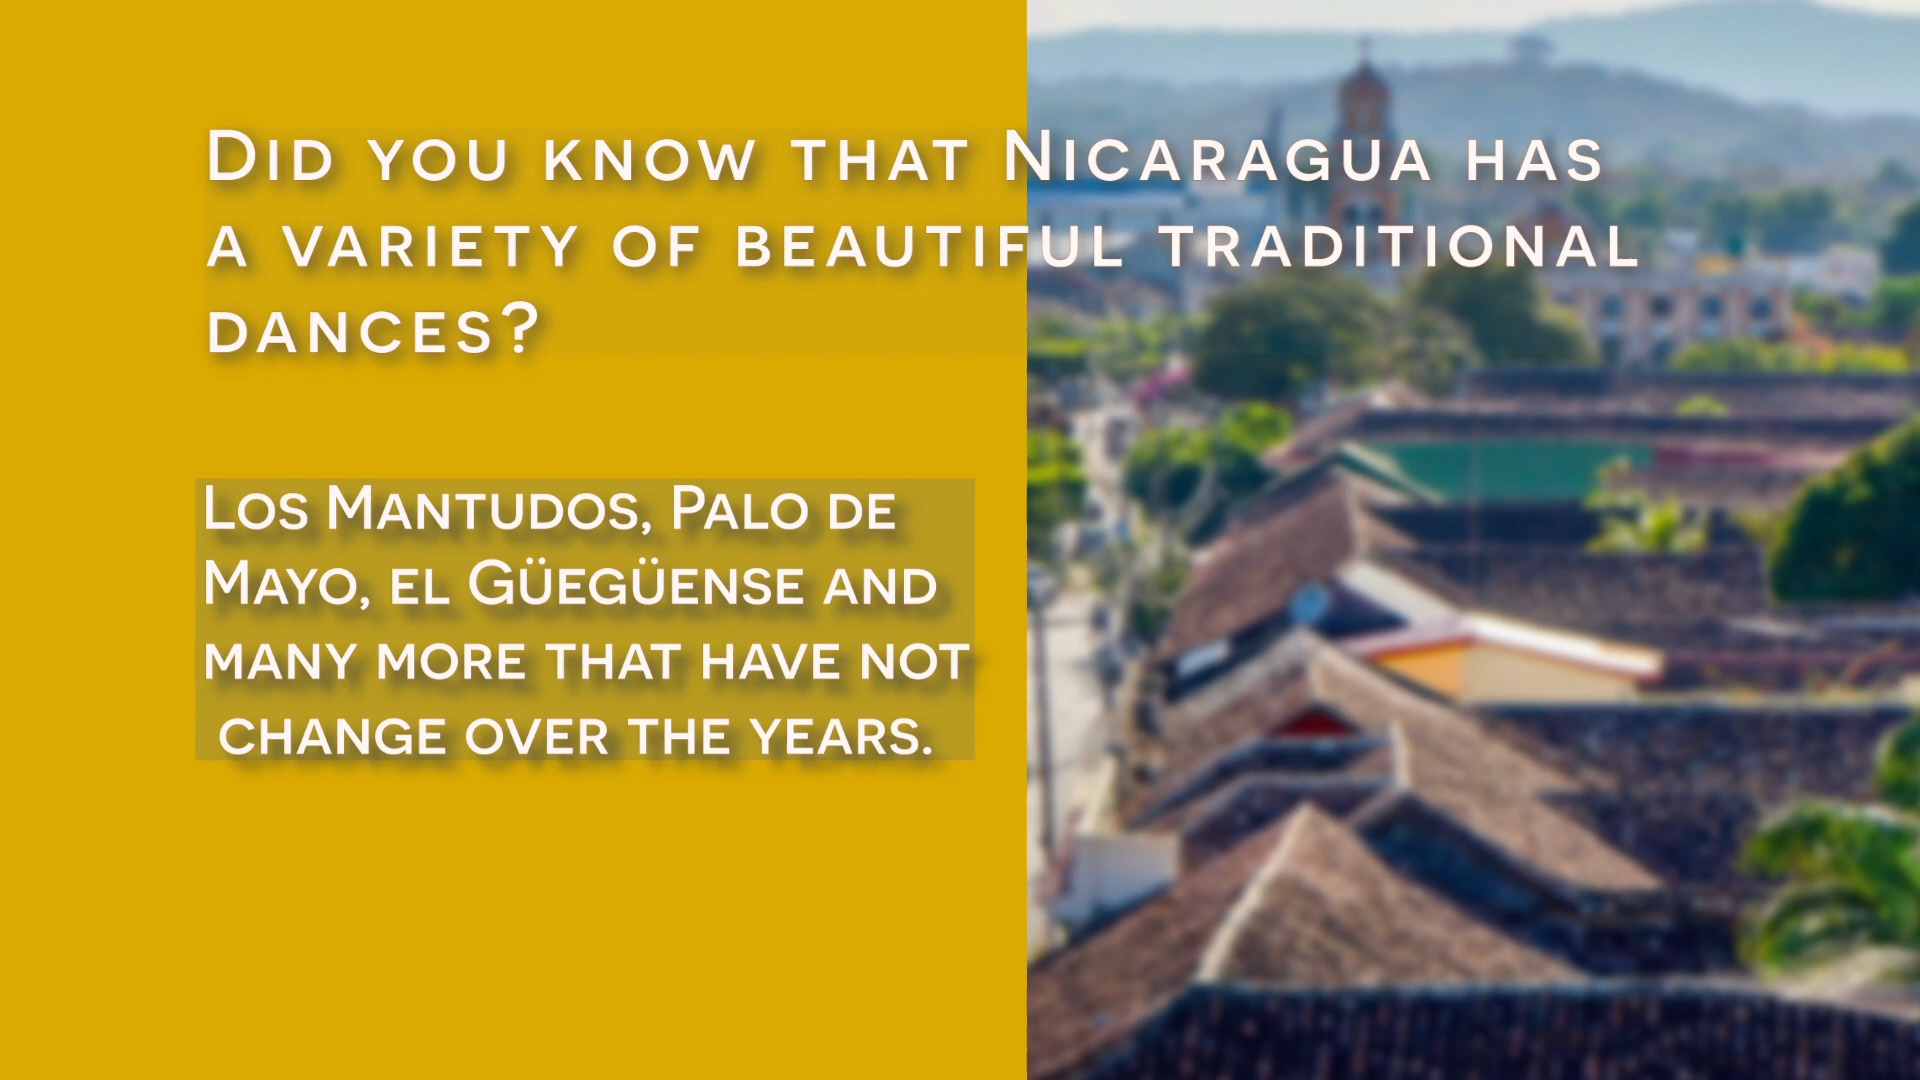 Did you know that Nicaragua has
a variety of beautiful traditional
dances?
Los Mantudos, Palo de
Mayo, el Güegüense and
many more that have not
change over the years.